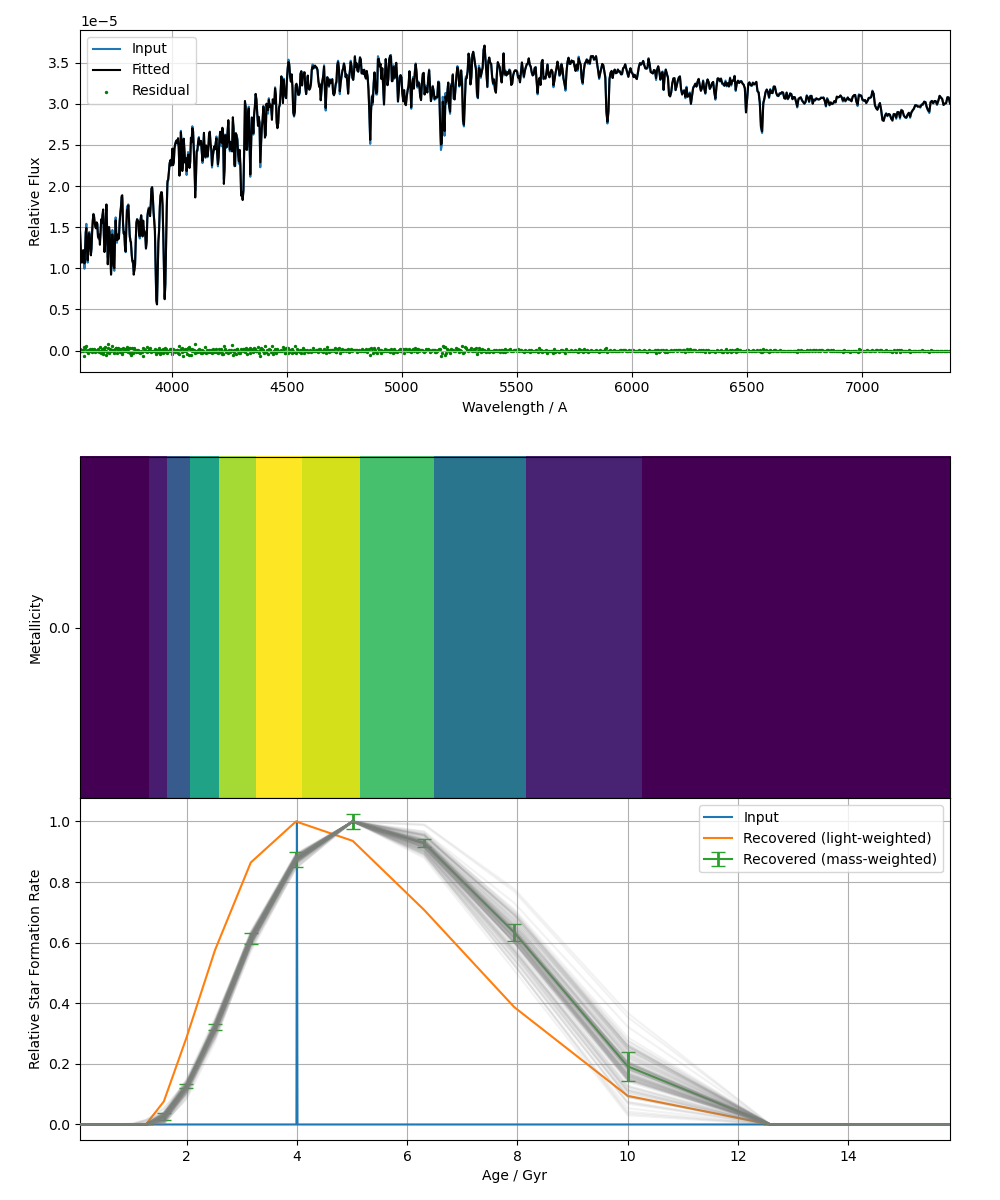 1e−5
Input
Fitted
Residual
3.5
3.0
2.5
2.0
1.5
1.0
0.5
0.0
Relative Flux
4000 4500 5000 5500 6000 6500 7000
Wavelength / A
Metallicity
0.0
Input
Recovered (light-weighted)
Recovered (mass-weighted)
1.0
0.8
0.6
0.4
0.2
0.0
Relative Star Formation Rate
2 4 6 8 10 12 14
Age / Gyr